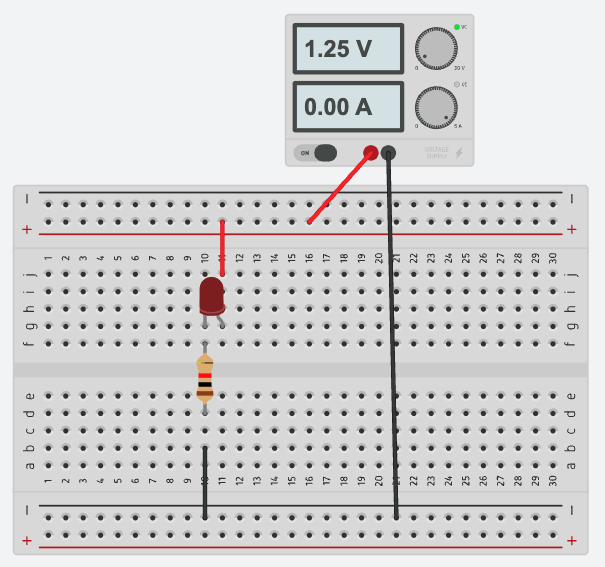 1.25 V
VC
0 30 V
0.00 A
0 5 A
ON
VOLTAGE
SUPPLY
− −
+ +
1 2 3 4 5 6 7 8 9 10 11 12 13 14 15 16 17 18 19 20 21 22 23 24 25 26 27 28 29 30
j j
i i
h h
g g
f f
e e
d d
c c
b b
a a
1 2 3 4 5 6 7 8 9 10 11 12 13 14 15 16 17 18 19 20 21 22 23 24 25 26 27 28 29 30
− −
+ +